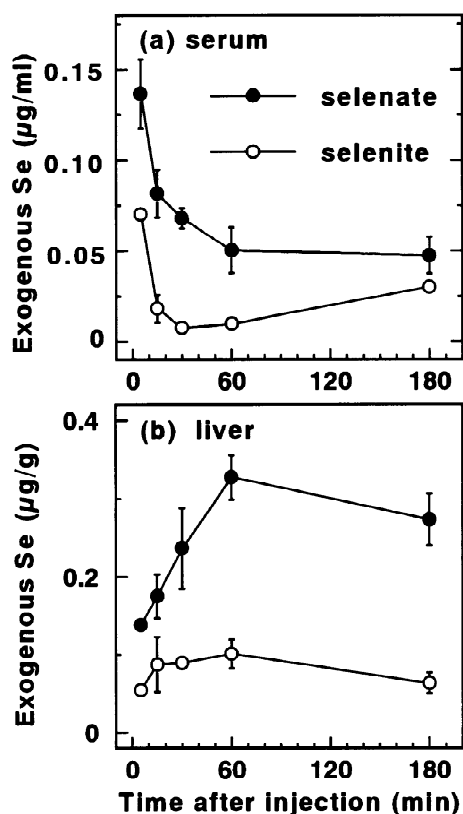 (a) serum
0.15
selenate
0.10
selenite
0.05
0
Exogenous Se (µg/ml)
0 60 120 180
(b) liver
0.4
0.2
0
Exogenous Se (µg/g)
0 60 120 180
Time after injection (min)